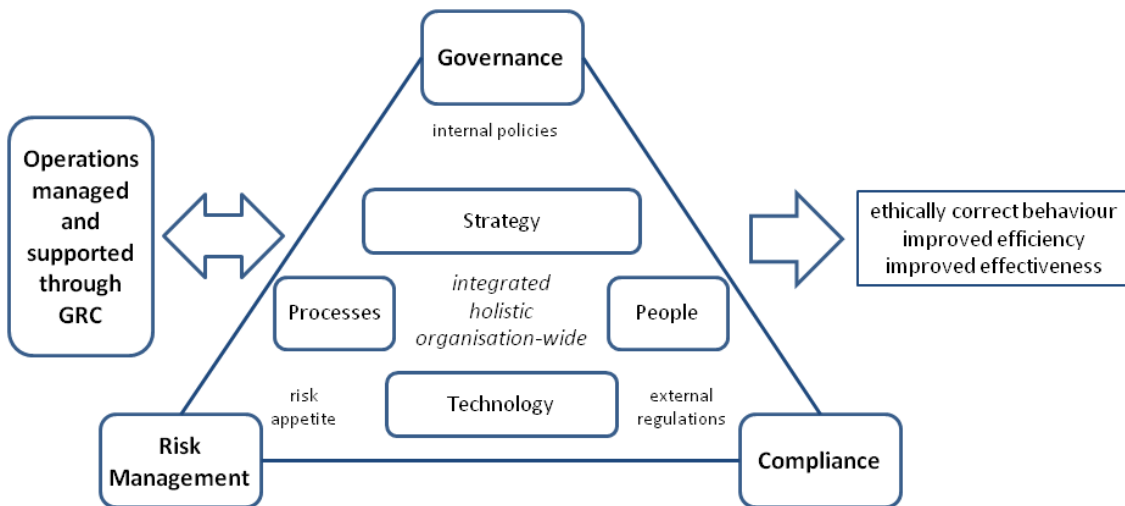 Governance
internal policies
Operations
managed
and
supported
through
GRC
Strategy
ethically correct behaviour
improved efficiency
improved effectiveness
Processes
integrated
holistic
organisation-wide
People
risk
appetite
Technology
external
regulations
Risk
Management
Compliance